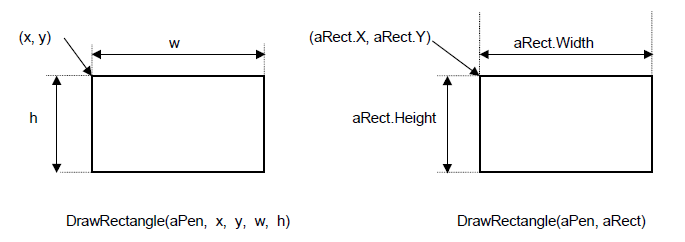 (x, y)
w
h
DrawRectangle(aPen, x, y, w, h)
(aRect.X, aRect.Y)
aRect.Width
aRect.Height
DrawRectangle(aPen, aRect)